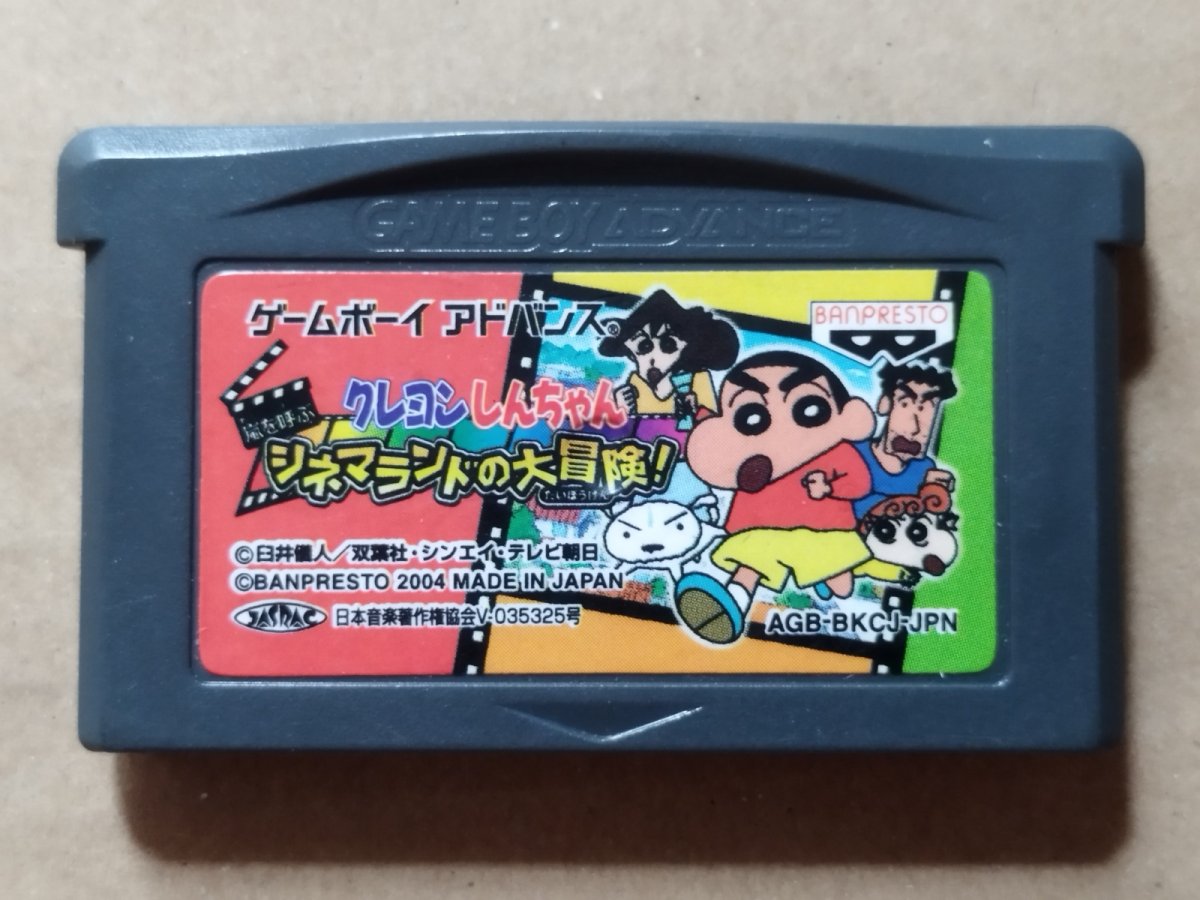 GAME BOY ADVANCE
ゲームボーイ アドバンス®
BANPRESTO
クレヨンしんちゃん
嵐を呼ぶ
シネマランドの大冒険!
だいぼうけん
©臼井儀人/双葉社・シンエイ・テレビ朝日
©BANPRESTO 2004 MADE IN JAPAN
JASRAC 日本音楽著作権協会V-035325号
AGB-BKCJ-JPN